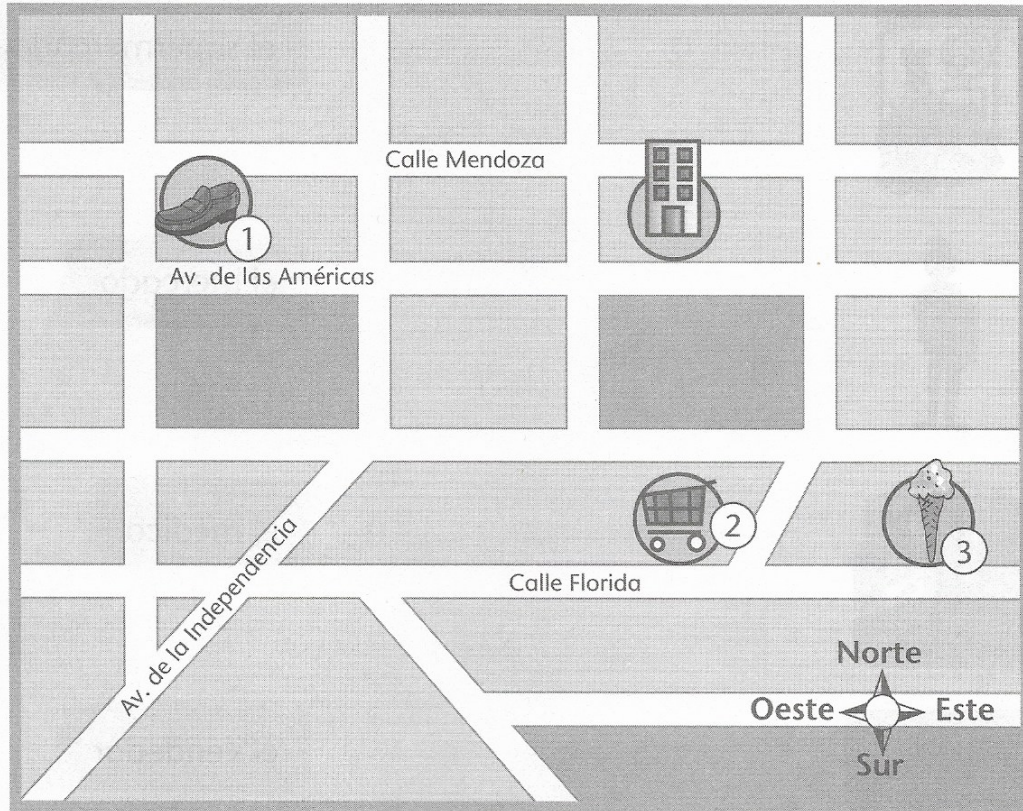 Calle Mendoza
1
Av. de las Américas
2
3
Av. de la Independencia
Calle Florida
Norte
Oeste
Este
Sur